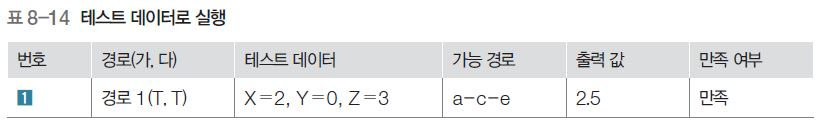 표 8-14 테스트 데이터로 실행
번호 경로(가, 다) 테스트 데이터 가능 경로 출력 값 만족 여부
1 경로 1(T, T) X=2, Y=0, Z=3 a-c-e 2.5 만족